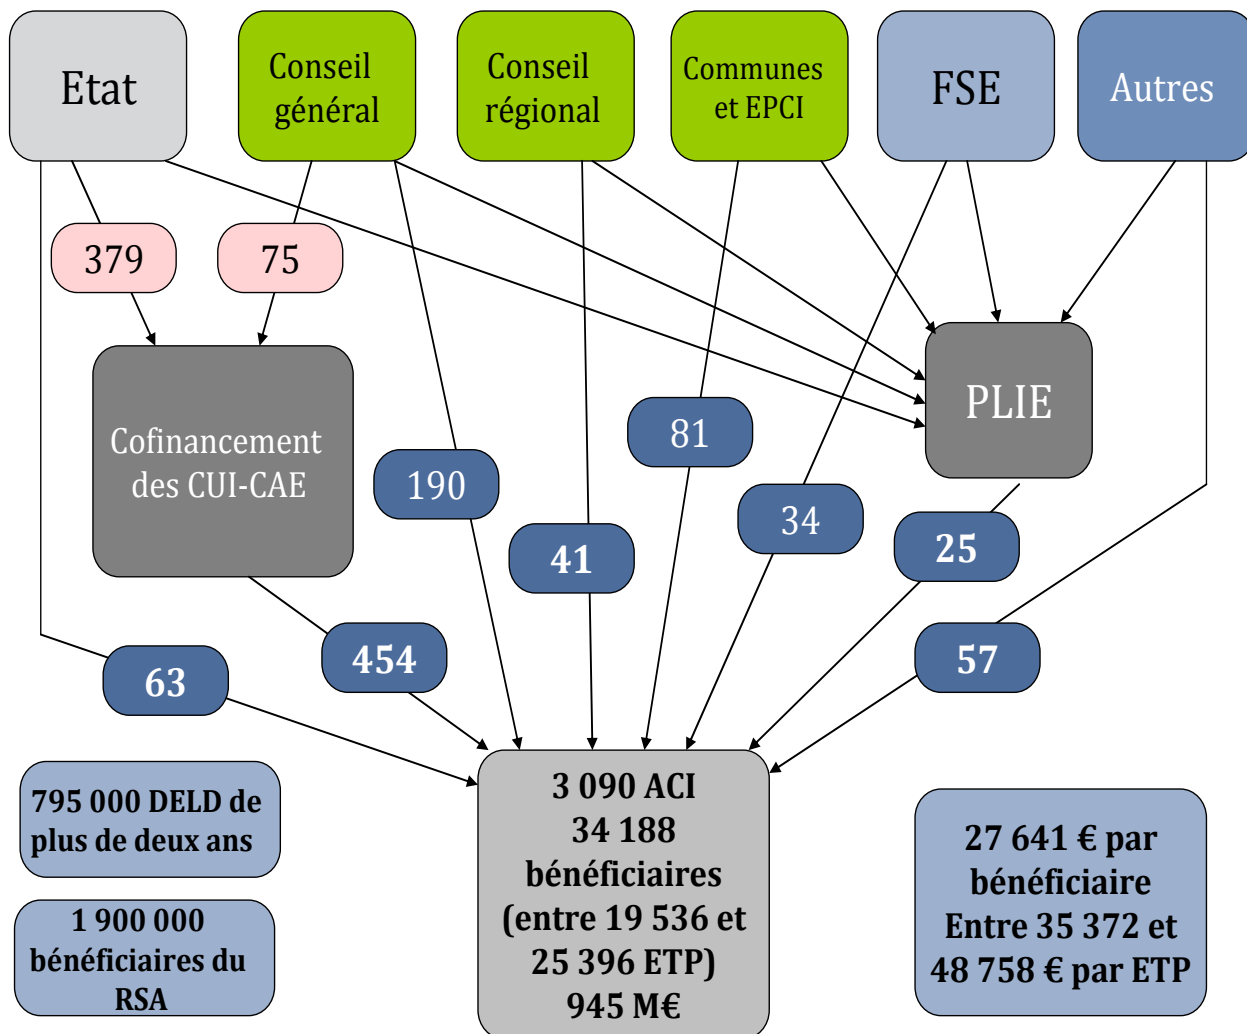 Etat
Conseil
général
Conseil
régional
Communes
et EPCI
FSE
Autres
379
75
Cofinancement
des CUI-CAE
PLIE
190
81
34
41
25
63
454
57
795 000 DELD de
plus de deux ans
1 900 000
bénéficiaires du
RSA
3 090 ACI
34 188
bénéficiaires
(entre 19 536 et
25 396 ETP)
945 M€
27 641 € par
bénéficiaire
Entre 35 372 et
48 758 € par ETP